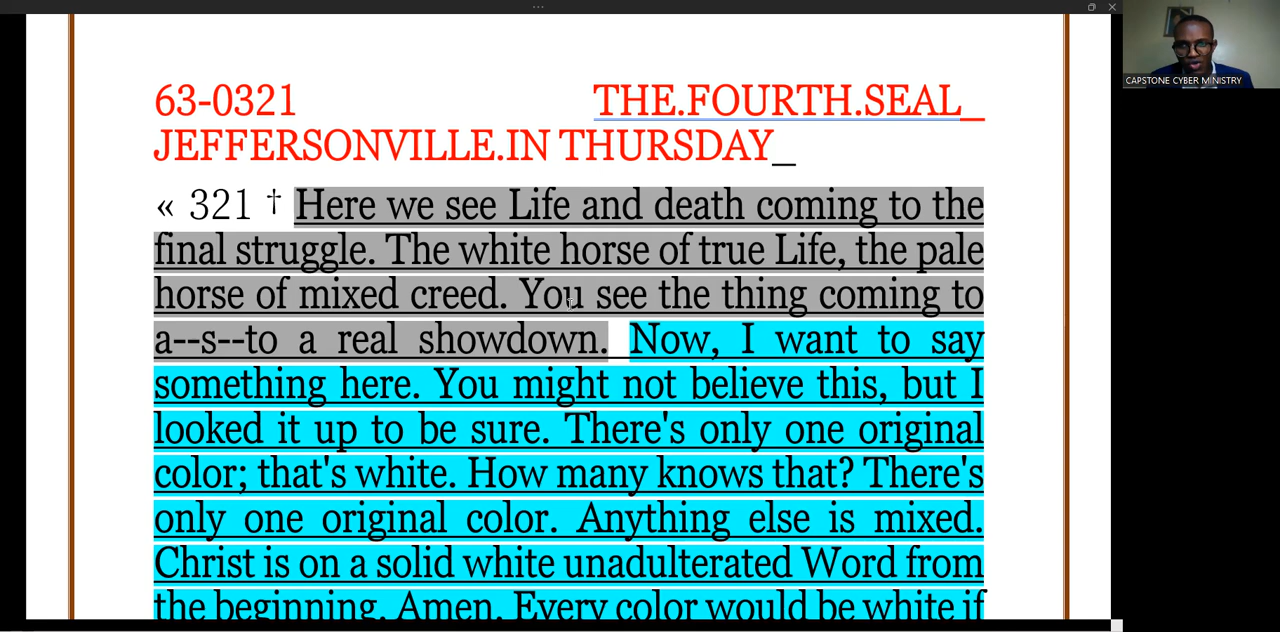 CAPSTONE CYBER MINISTRY
63-0321 THE.FOURTH.SEAL_
JEFFERSONVILLE.IN THURSDAY_
« 321 † Here we see Life and death coming to the
final struggle. The white horse of true Life, the pale
horse of mixed creed. You see the thing coming to
a--s--to a real showdown. Now, I want to say
something here. You might not believe this, but I
looked it up to be sure. There's only one original
color; that's white. How many knows that? There's
only one original color. Anything else is mixed.
Christ is on a solid white unadulterated Word from
the beginning. Amen. Every color would be white if